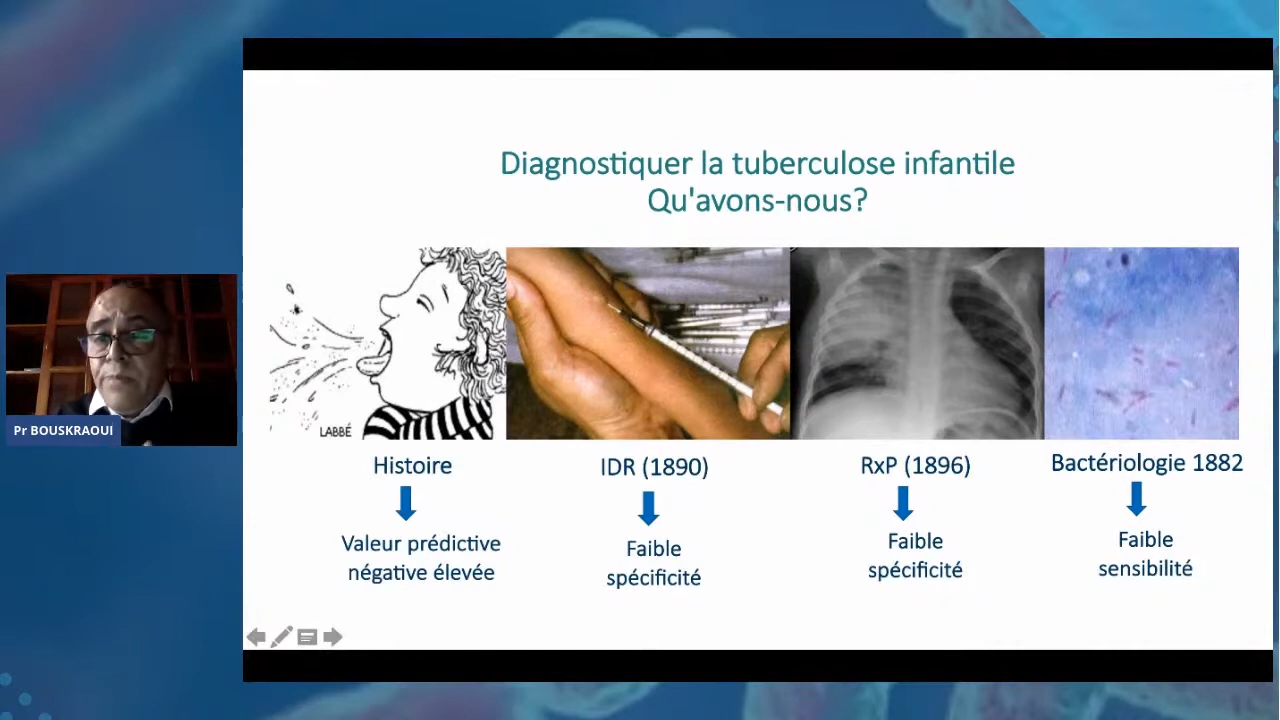 Diagnostiquer la tuberculose infantile
Qu'avons-nous?
LABBÉ
Pr BOUSKRAOUI
Histoire
IDR (1890)
RxP (1896)
Bactériologie 1882
Valeur prédictive
négative élevée
Faible
spécificité
Faible
spécificité
Faible
sensibilité